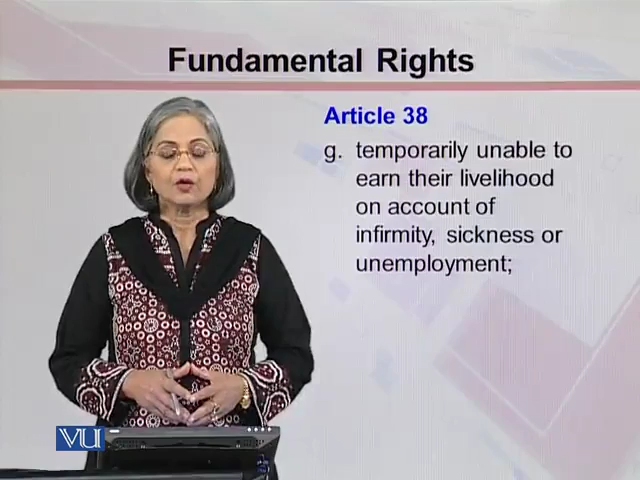 Fundamental Rights
Article 38
g. temporarily unable to
earn their livelihood
on account of
infirmity, sickness or
unemployment;
VU